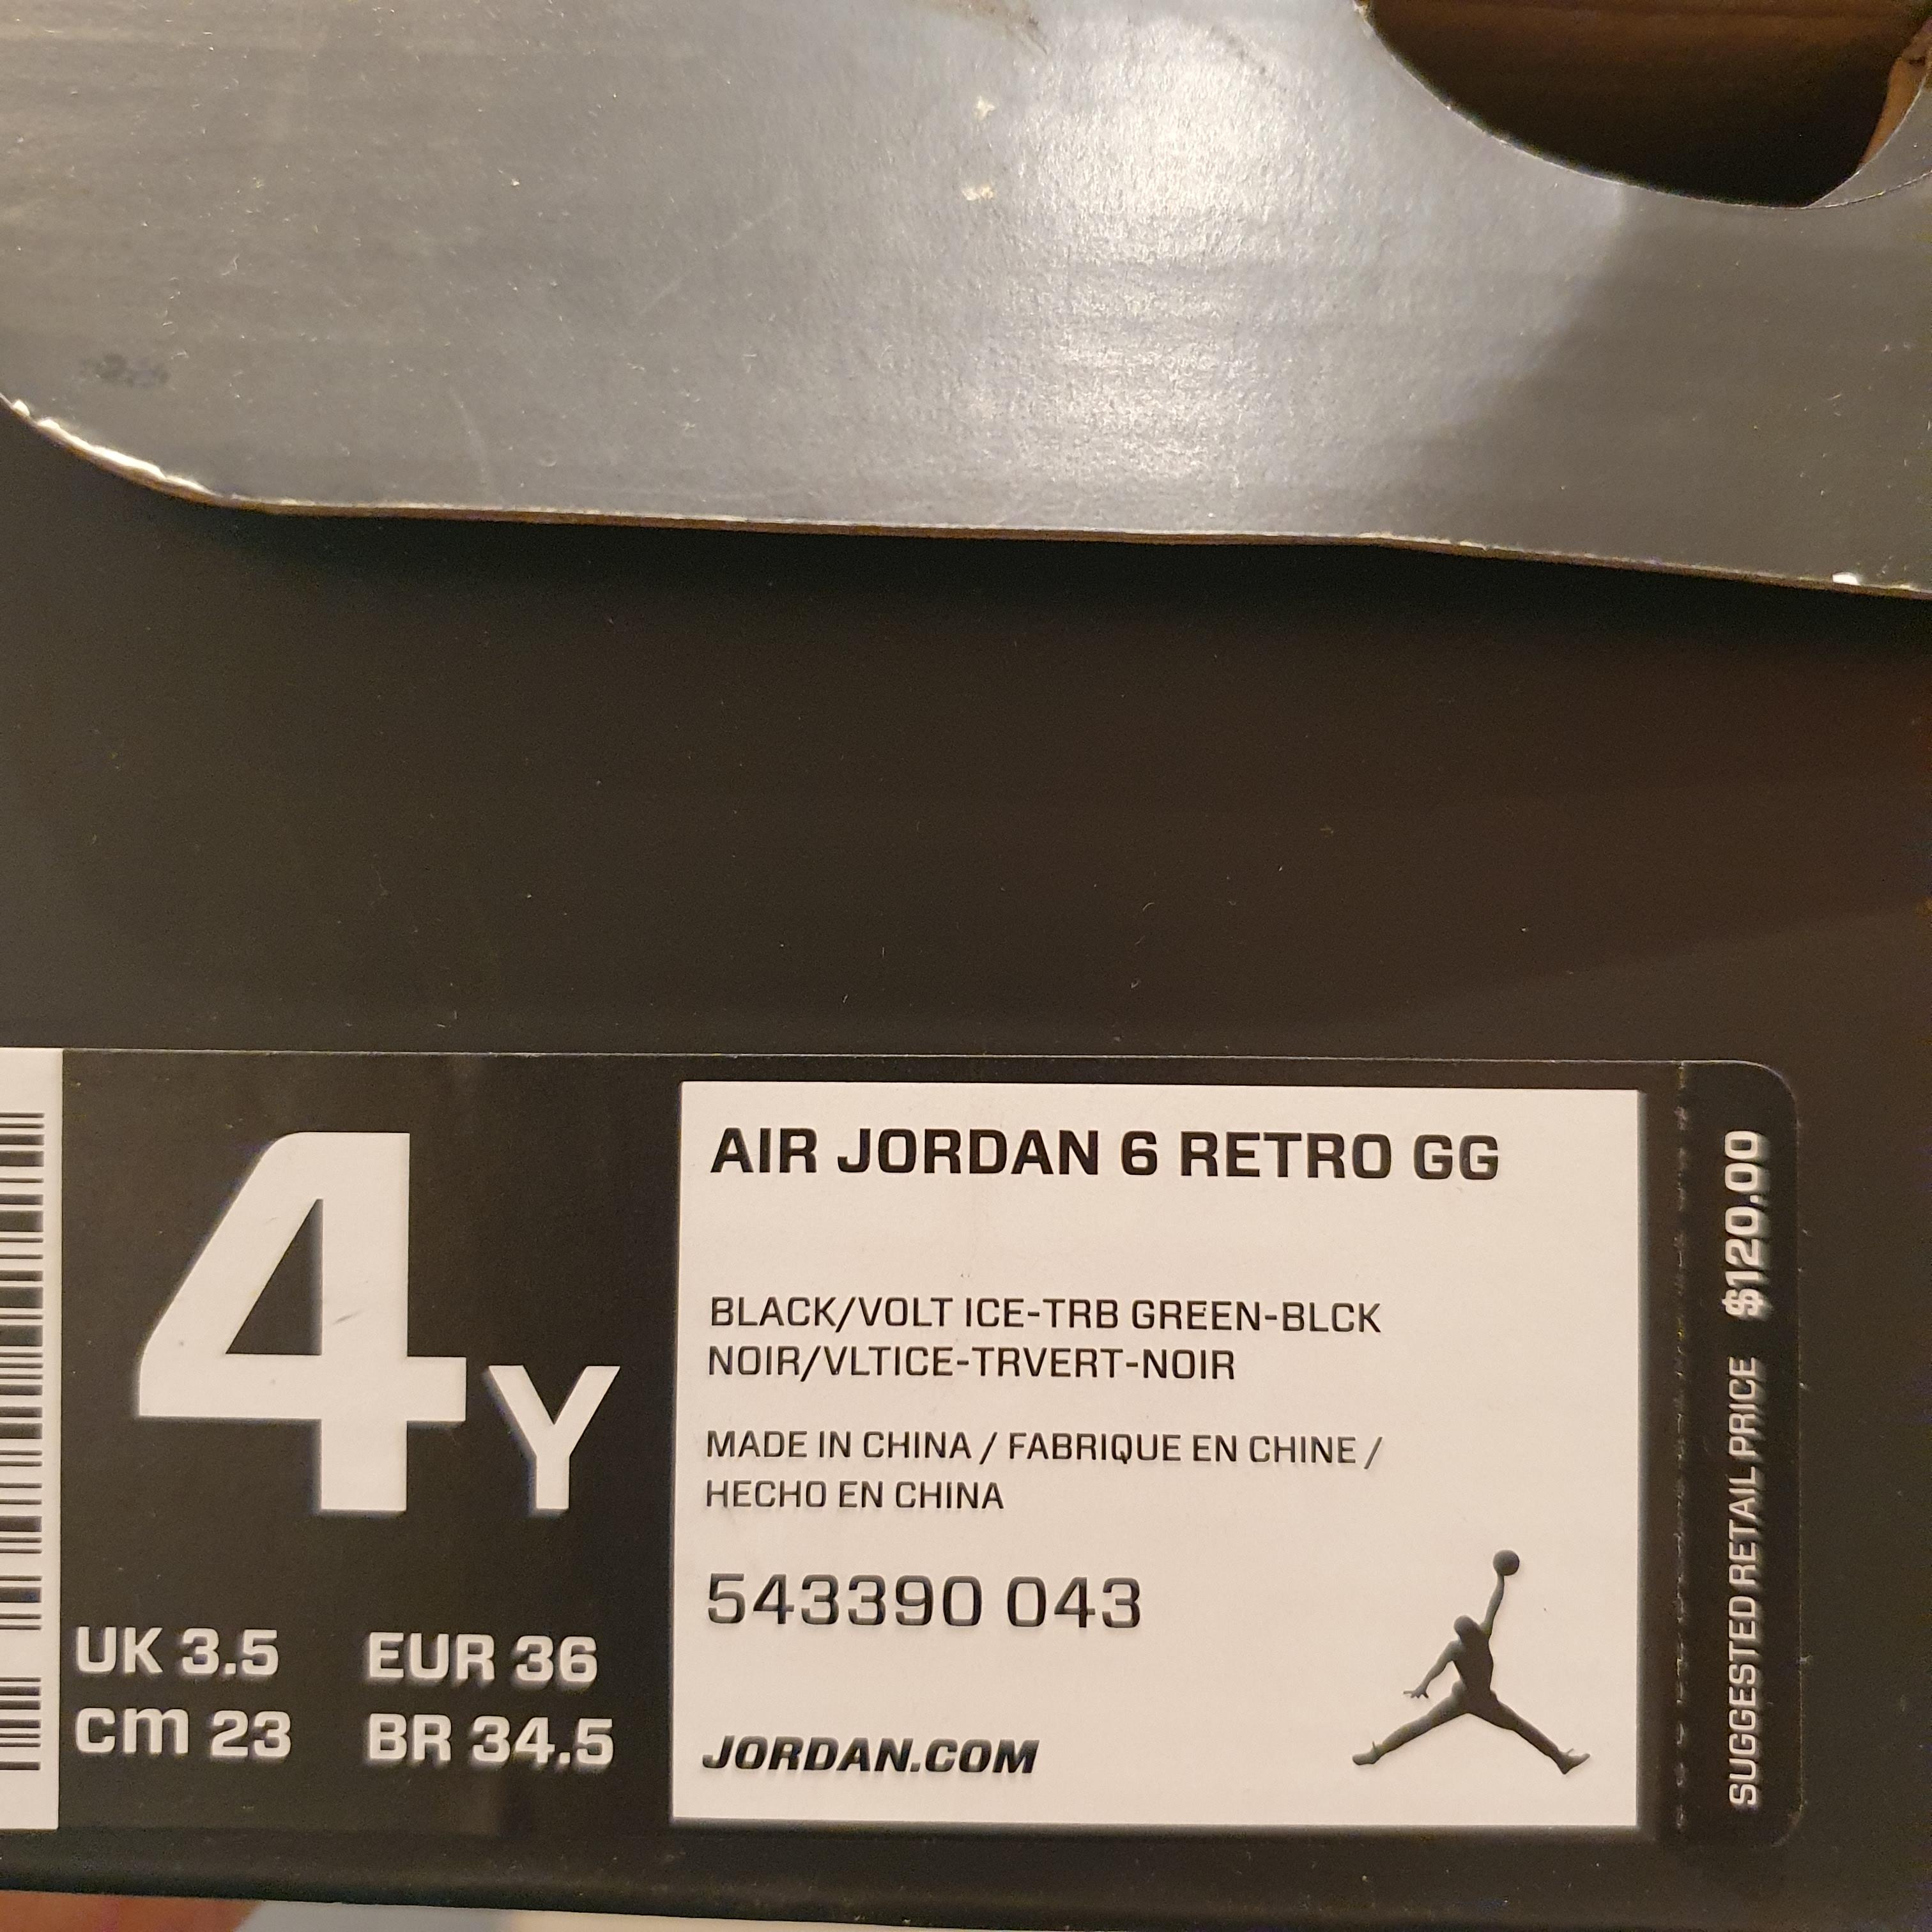 4Y
UK 3.5 EUR 36
cm 23 BR 34.5
AIR JORDAN 6 RETRO GG
BLACK/VOLT ICE-TRB GREEN-BLCK
NOIR/VLTICE-TRVERT-NOIR
MADE IN CHINA / FABRIQUE EN CHINE /
HECHO EN CHINA
543390 043
JORDAN.COM
SUGGESTED RETAIL PRICE $120.00